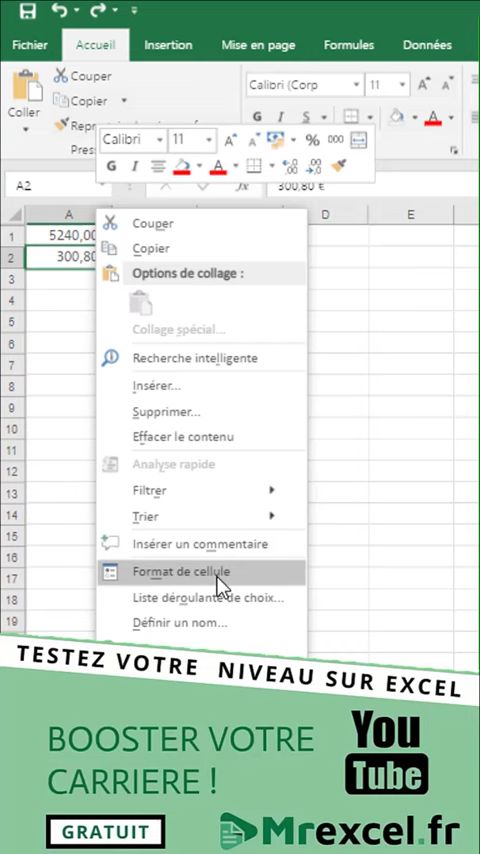 Fichier Accueil Insertion Mise en page Formules Données
Couper
Calibri (Corp 11 A A
Copier
Coller
G I S A
Calibri 11 A A % 000
Pres
G I A
A2 fx 300,80 €
A D E
1 5240,00
2 300,80
3
4
5
6
7
8
9
10
11
12
13
14
15
16
17
18
19
Couper
Copier
Options de collage :
Collage spécial...
Recherche intelligente
Insérer...
Supprimer...
Effacer le contenu
Analyse rapide
Filtrer
Trier
Insérer un commentaire
Format de cellule
Liste déroulante de choix...
Définir un nom...
TESTEZ VOTRE NIVEAU SUR EXCEL
BOOSTER VOTRE
CARRIERE !
You
Tube
GRATUIT
Mrexcel.fr